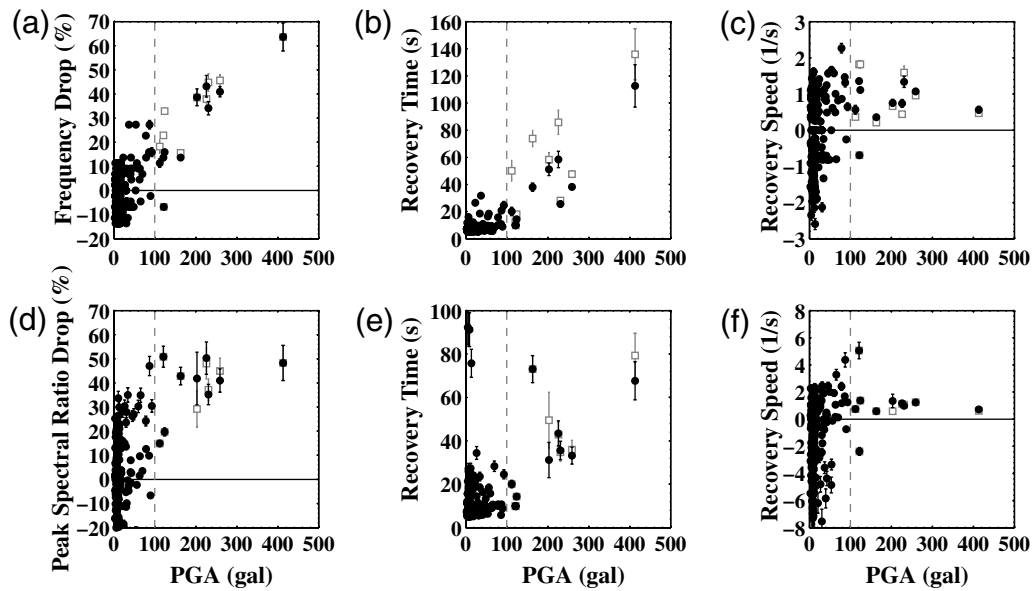 (a)
Frequency Drop (%)
70
60
50
40
30
20
10
0
−10
−20
0 100 200 300 400 500
(b)
Recovery Time (s)
160
140
120
100
80
60
40
20
0
0 100 200 300 400 500
(c)
Recovery Speed (1/s)
3
2
1
0
−1
−2
3
0 100 200 300 400 500
(d)
Peak Spectral Ratio Drop (%)
70
60
50
40
30
20
10
0
−10
−20
0 100 200 300 400 500
PGA (gal)
(e)
Recovery Time (s)
100
80
60
40
20
0
0 100 200 300 400 500
PGA (gal)
(f)
Recovery Speed (1/s)
8
6
4
2
0
−2
−4
−6
−8
0 100 200 300 400 500
PGA (gal)